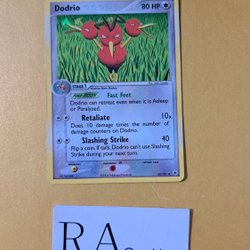 Dodrio
80 HP
STAGE 1
POKé-BODY
Fast Feet
Dodrio can retreat even when it is Asleep
or Paralyzed.
Retaliate 10x
Does 10 damage times the number of
damage counters on Dodrio.
Slashing Strike 40
Flip a coin. If tails, Dodrio can't use Slashing
Strike during your next turn.
RA